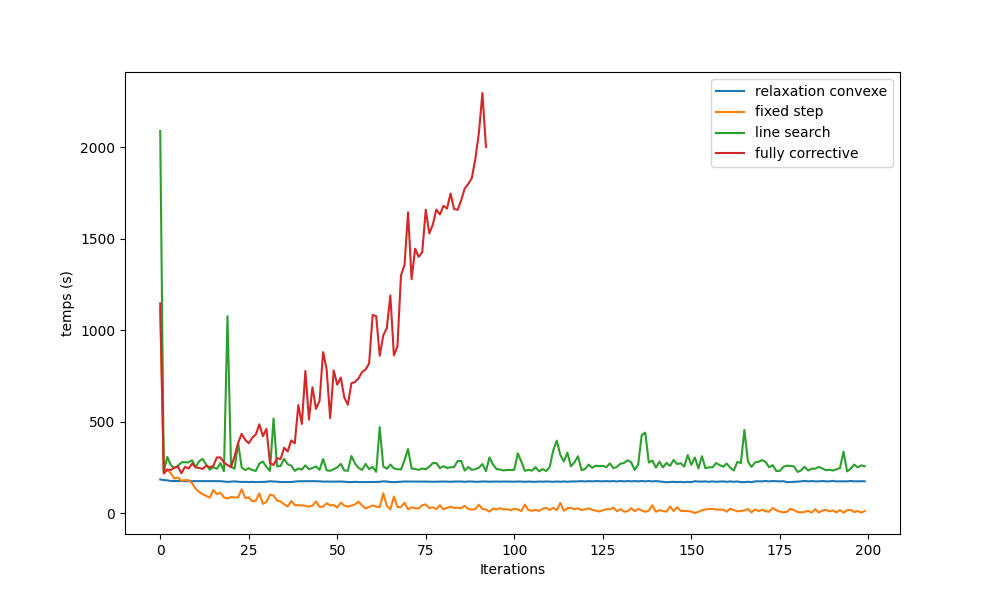 relaxation convexe
fixed step
line search
fully corrective
2000
1500
1000
500
0
temps (s)
0 25 50 75 100 125 150 175 200
Iterations